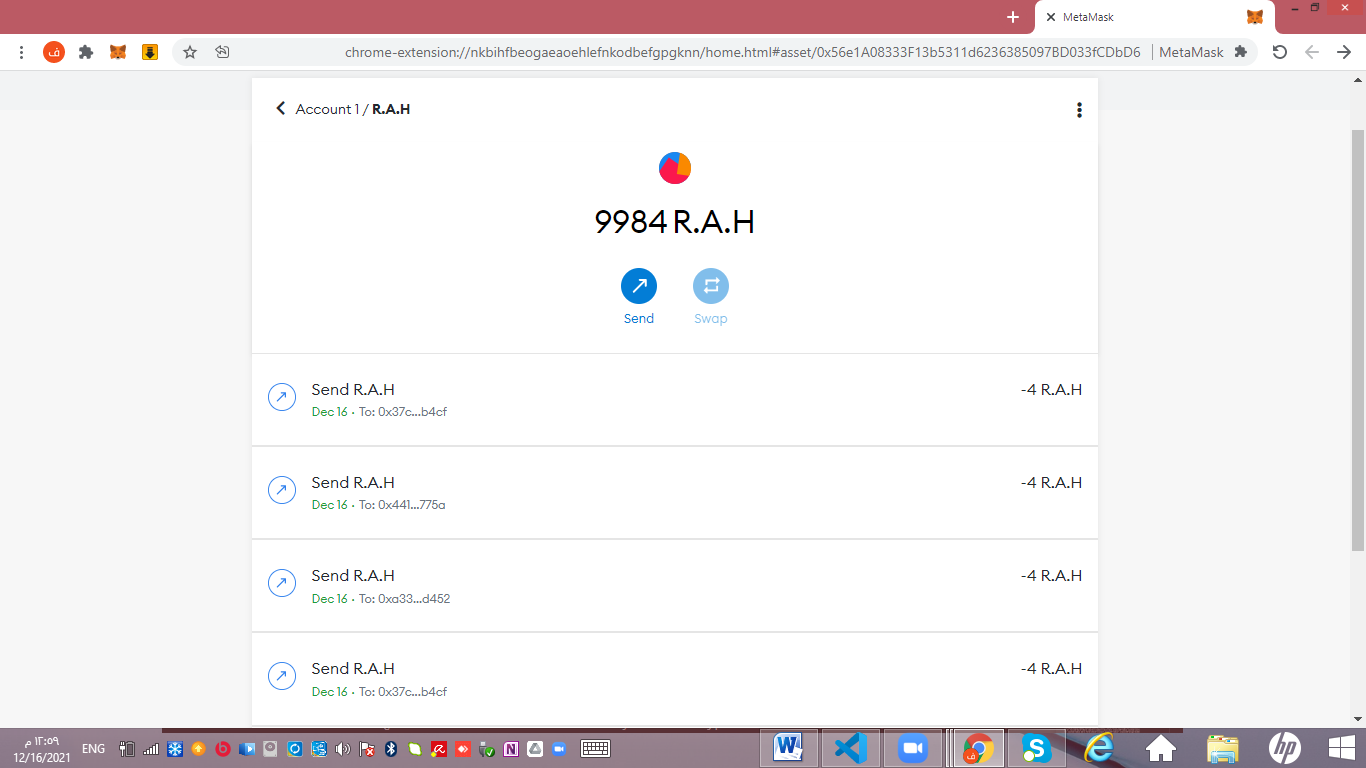 MetaMask
ف
chrome-extension://nkbihfbeogaeaoehlefnkodbefgpgknn/home.html#asset/0x56e1A08333F13b5311d6236385097BD033fCDbD6
MetaMask
Account 1 / R.A.H
9984 R.A.H
Send
Swap
Send R.A.H
-4 R.A.H
Dec 16 · To: 0x37c...b4cf
Send R.A.H
-4 R.A.H
Dec 16 · To: 0x441...775a
Send R.A.H
-4 R.A.H
Dec 16 · To: 0xa33...d452
Send R.A.H
-4 R.A.H
Dec 16 · To: 0x37c...b4cf
١٢:٥٩ م
12/16/2021
ENG